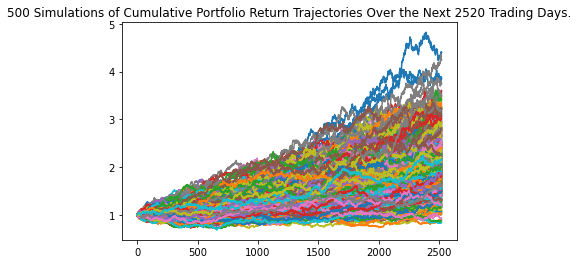 500 Simulations of Cumulative Portfolio Return Trajectories Over the Next 2520 Trading Days.
5
4
3
2
1
0 500 1000 1500 2000 2500